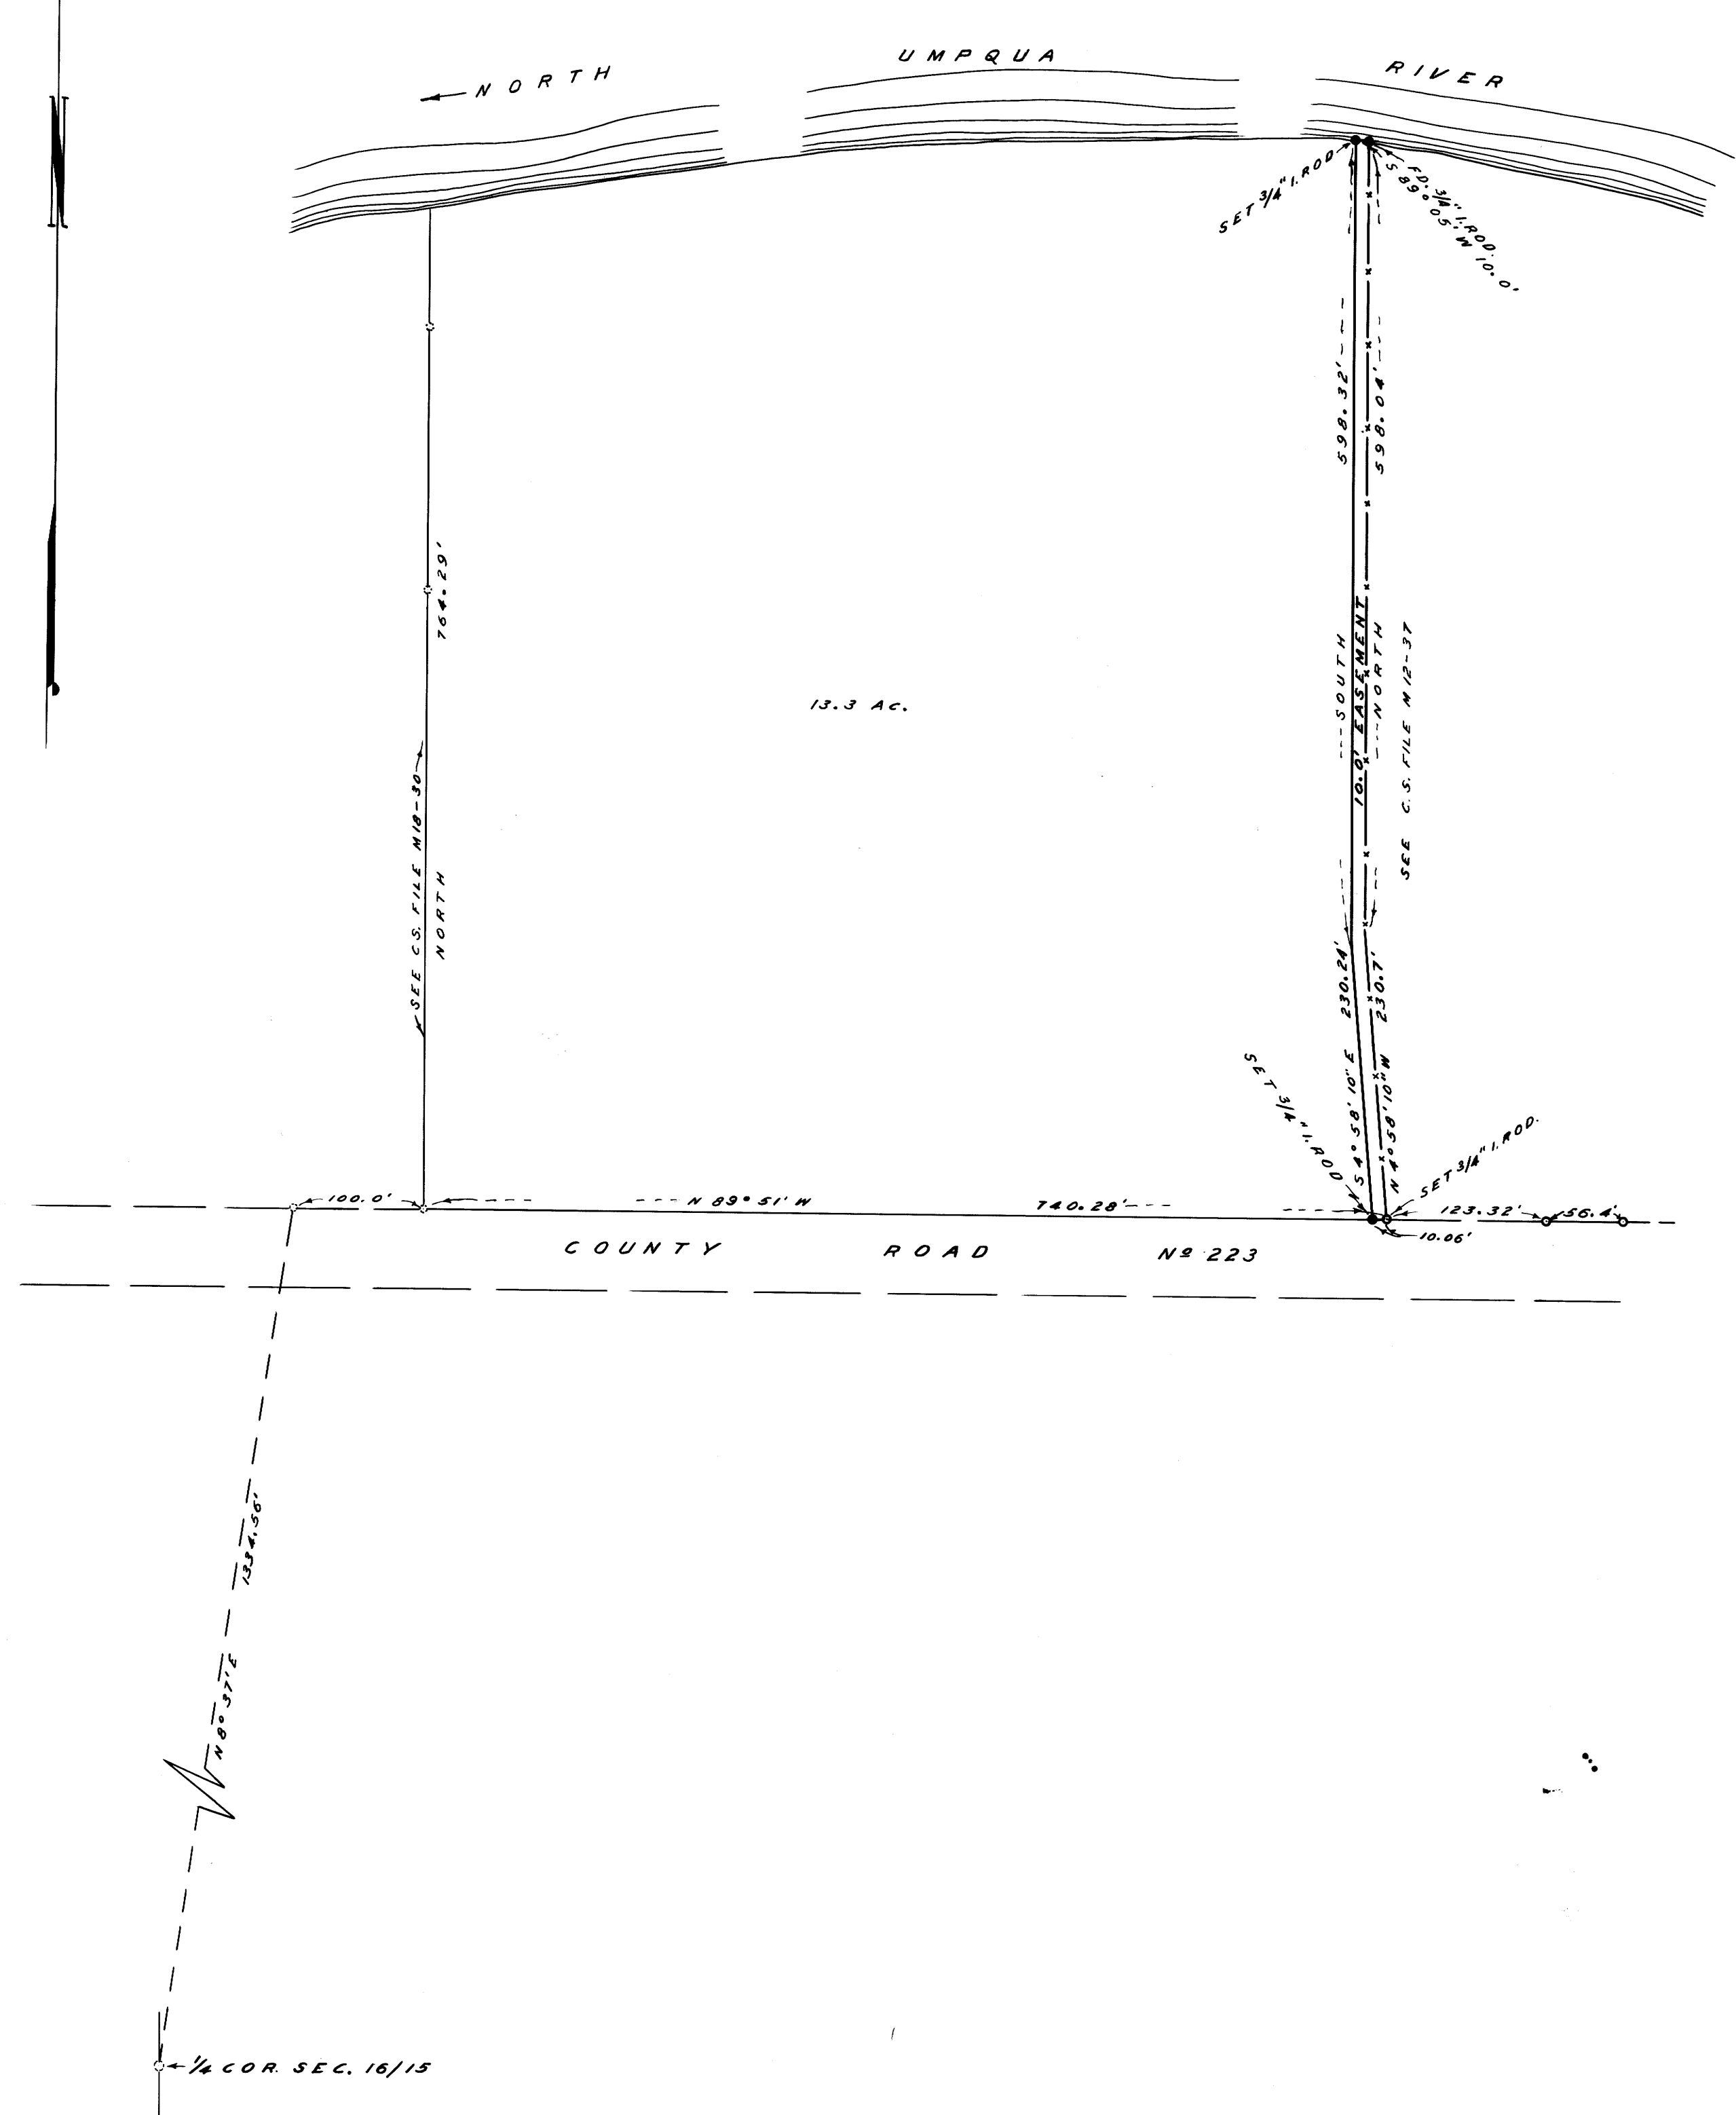 N
NORTH UMPQUA RIVER
SET 3/4" I. ROD
FD. 3/4" I. ROD.
S 89° 05' W 10.0'
598.32'
598.04'
764.29'
SOUTH
10.0' EASEMENT
NORTH
SEE C.S. FILE M12-37
13.3 AC.
SEE CS. FILE M18-30
NORTH
230.24'
230.7'
S 4° 58' 10" E
N 4° 58' 10" W
SET 3/4" I. ROD
SET 3/4" I. ROD.
100.0'
N 89° 51' W
740.28'
123.32'
56.4'
10.06'
COUNTY ROAD Nº 223
1334.56'
N 8° 37' E
1/4 COR. SEC. 16/15